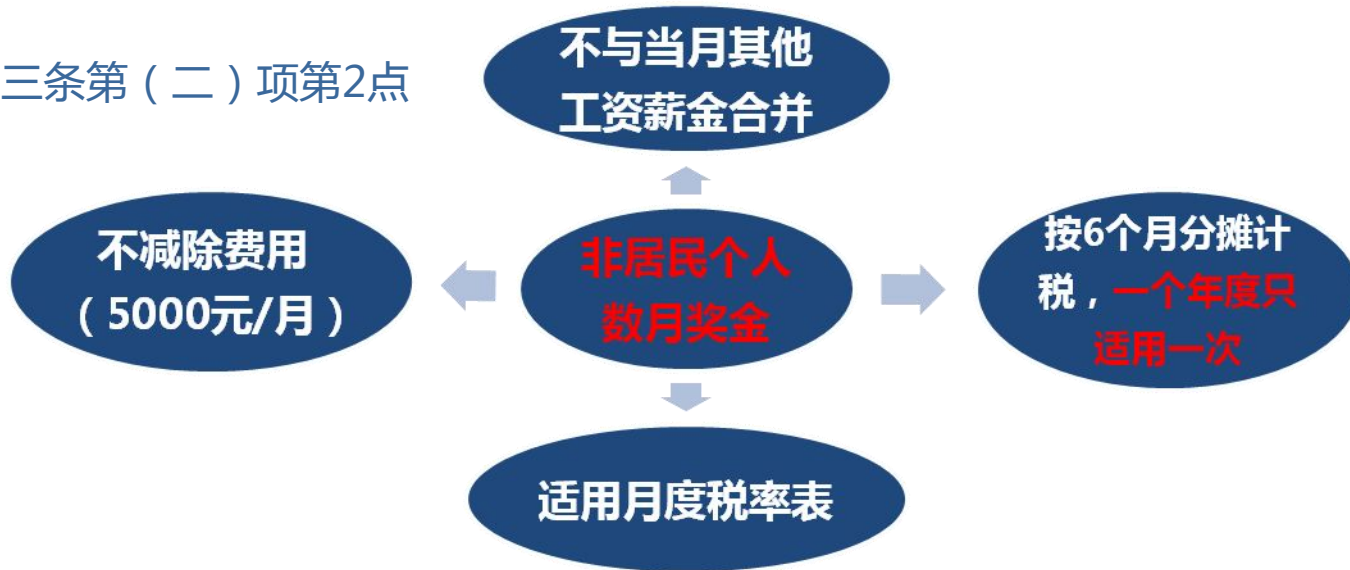 三条第（二）项第2点
不与当月其他
工资薪金合并
不减除费用
（5000元/月）
非居民个人
数月奖金
按6个月分摊计
税，一个年度只
适用一次
适用月度税率表